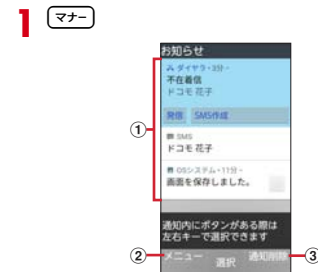 1 マナー
お知らせ
ダイヤラ・3分・
不在着信
ドコモ 花子
発信 SMS作成
① SMS
ドコモ 花子
OSシステム・11分・
画面を保存しました。
通知内にボタンがある際は
左右キーで選択できます
② メニュー 選択 通知削除 ③